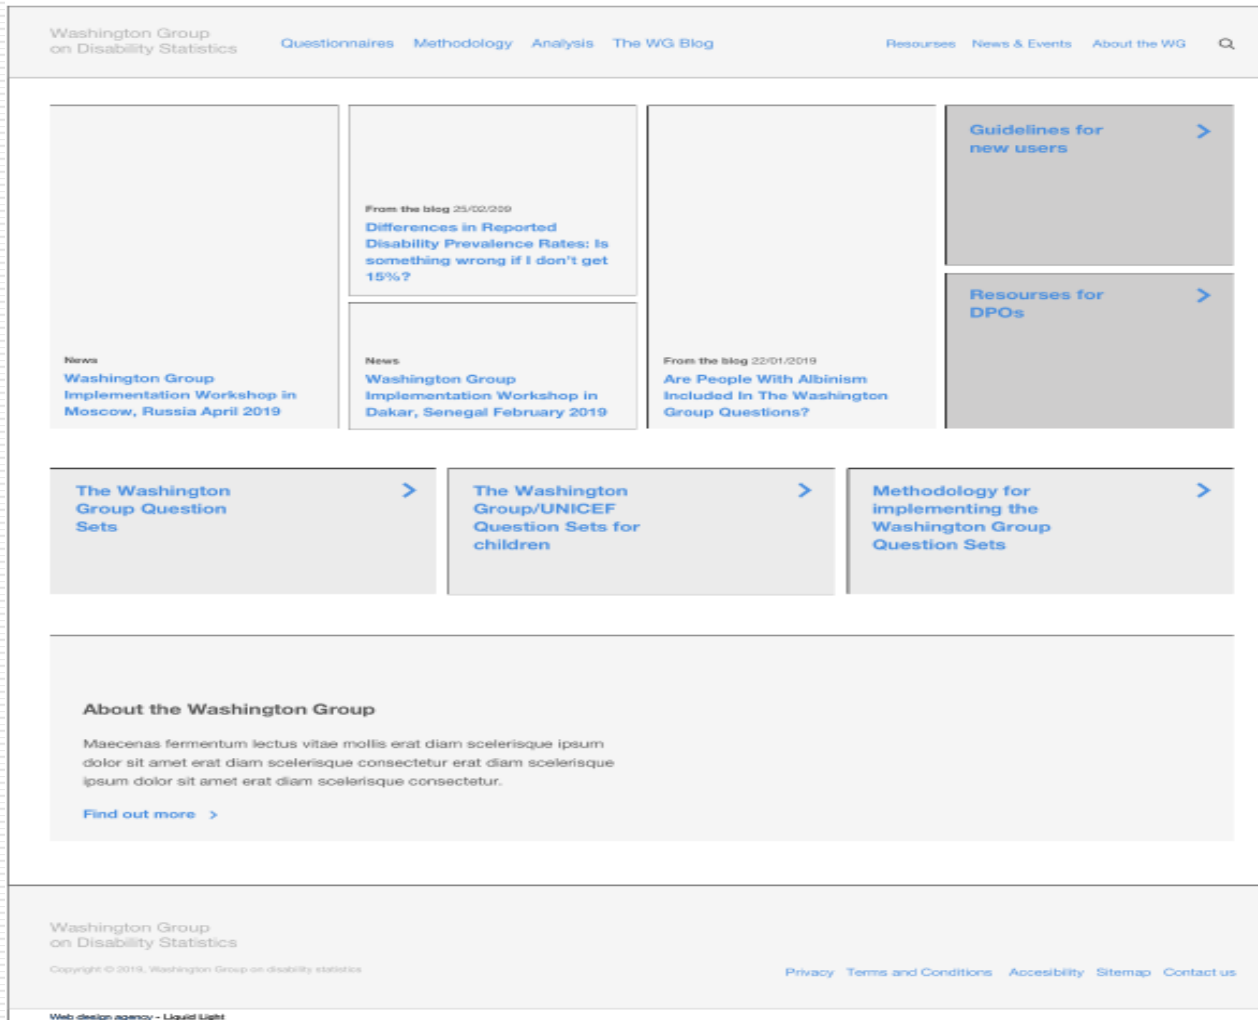 Washington Group
on Disability Statistics
Questionnaires Methodology Analysis The WG Blog
Resourses News & Events About the WG
News
Washington Group
Implementation Workshop in
Moscow, Russia April 2019
From the blog 25/02/209
Differences in Reported
Disability Prevalence Rates: Is
something wrong if I don't get
15%?
News
Washington Group
Implementation Workshop in
Dakar, Senegal February 2019
From the blog 22/01/2019
Are People With Albinism
Included In The Washington
Group Questions?
Guidelines for
new users
Resourses for
DPOs
The Washington
Group Question
Sets
The Washington
Group/UNICEF
Question Sets for
children
Methodology for
implementing the
Washington Group
Question Sets
About the Washington Group
Maecenas fermentum lectus vitae mollis erat diam scelerisque ipsum
dolor sit amet erat diam scelerisque consectetur erat diam scelerisque
ipsum dolor sit amet erat diam scelerisque consectetur.
Find out more
Washington Group
on Disability Statistics
Copyright © 2019, Washington Group on disability statistics
Privacy Terms and Conditions Accesibility Sitemap Contact us
Web design agency - Liquid Light